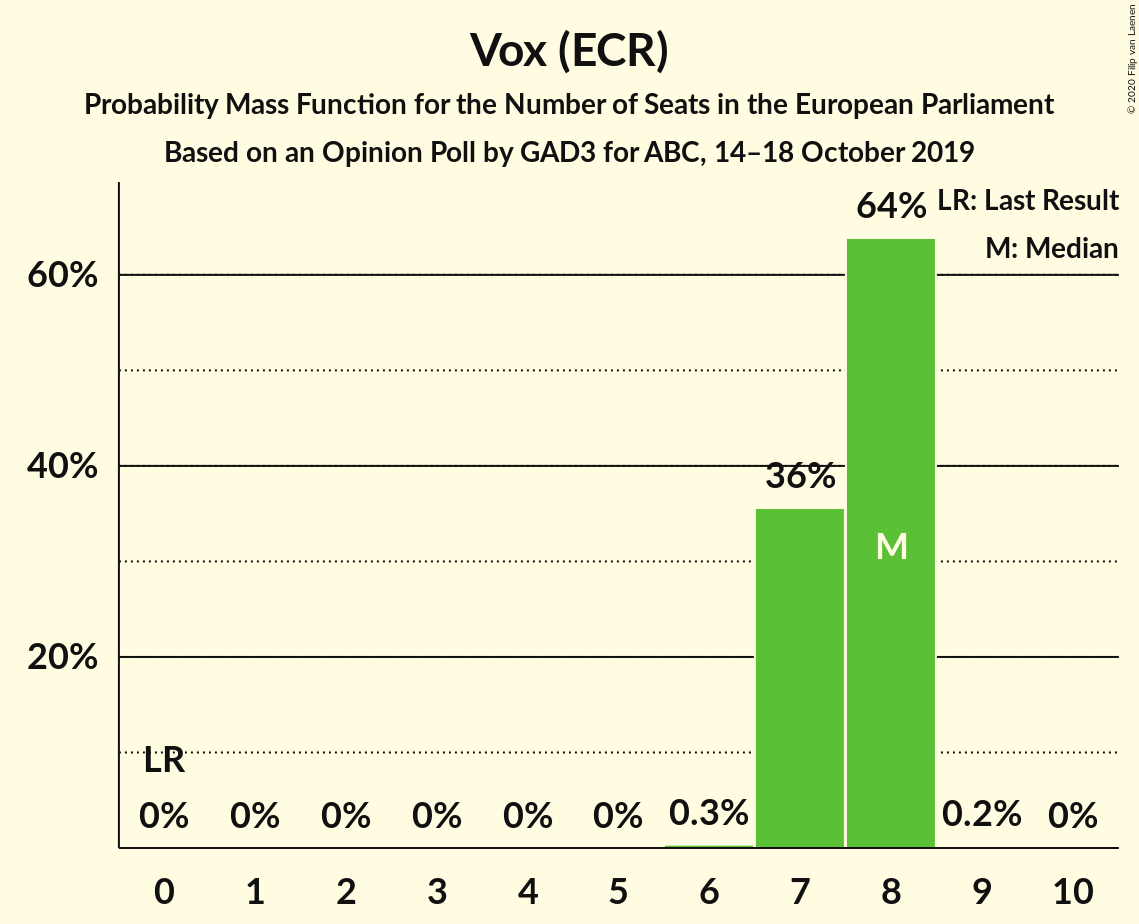 Vox (ECR)
Probability Mass Function for the Number of Seats in the European Parliament
Based on an Opinion Poll by GAD3 for ABC, 14–18 October 2019
© 2020 Filip van Laenen
LR: Last Result
M: Median
64%
60%
40%
36%
M
20%
LR
0% 0% 0% 0% 0% 0% 0.3% 0.2% 0%
0 1 2 3 4 5 6 7 8 9 10